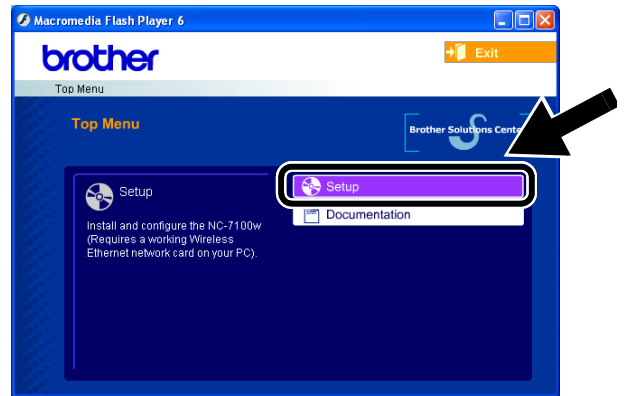 Macromedia Flash Player 6
brother
Exit
Top Menu
Top Menu
Brother Solutions
Setup
Install and configure the NC-7100w
(Requires a working Wireless
Ethernet network card on your PC).
Setup
Documentation